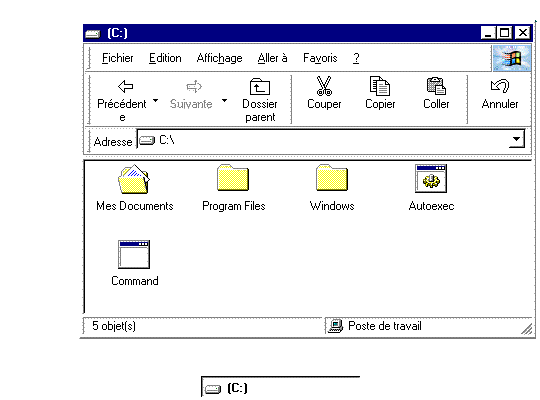 (C:)
Fichier Edition Affichage Aller à Favoris ?
Précédent Suivante Dossier Couper Copier Coller Annuler
e parent
Adresse C:\
Mes Documents Program Files Windows Autoexec
Command
5 objet(s) Poste de travail
(C:)